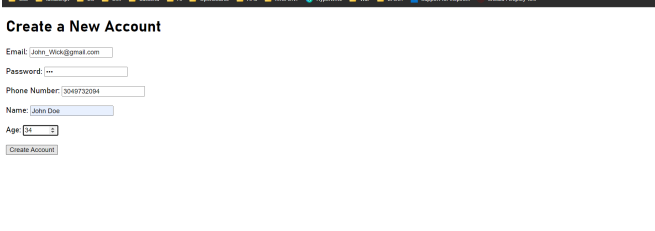 Create a New Account
Email: John_Wick@gmail.com
Password: •••
Phone Number: 3049732094
Name: John Doe
Age: 34
Create Account